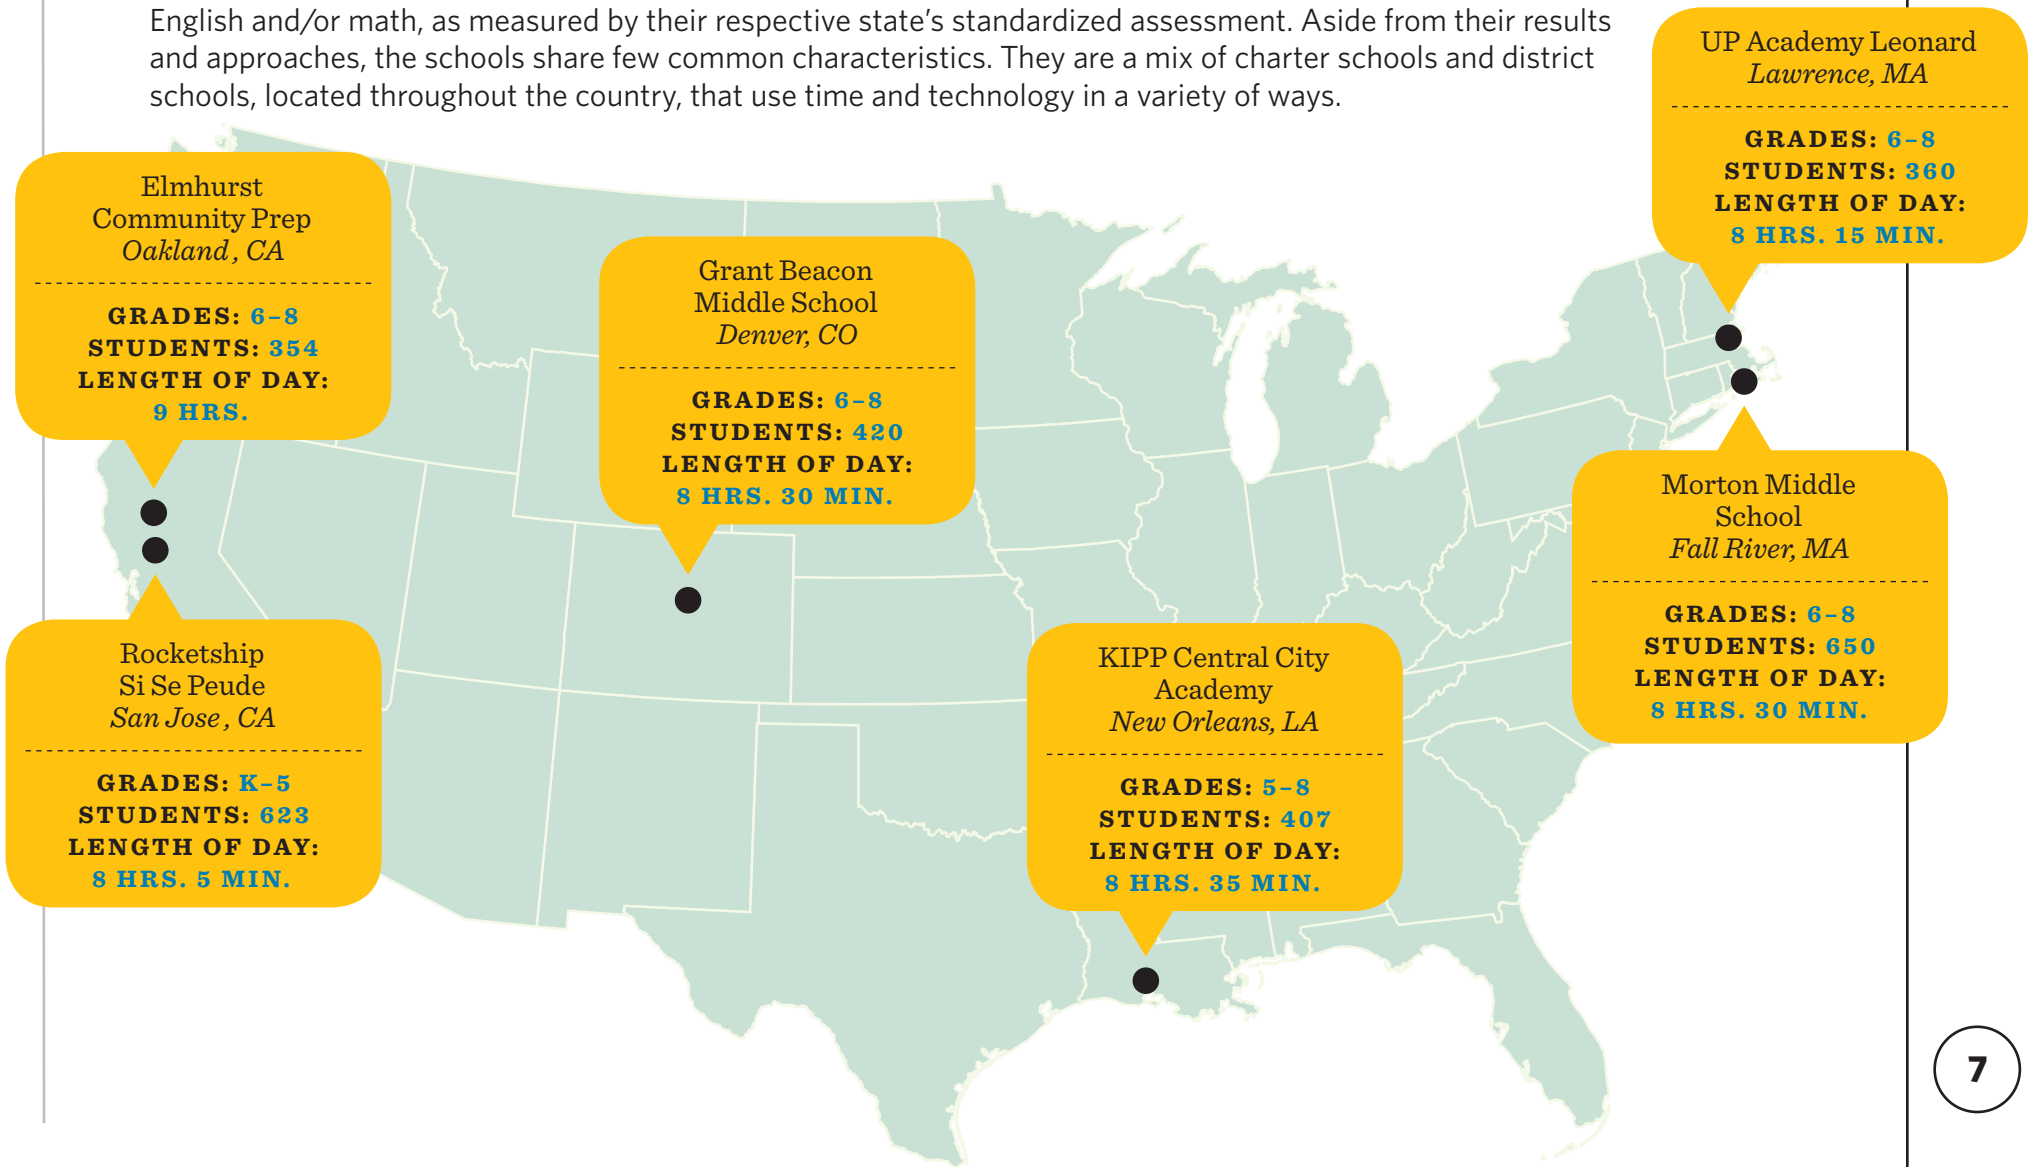 English and/or math, as measured by their respective state’s standardized assessment. Aside from their results
and approaches, the schools share few common characteristics. They are a mix of charter schools and district
schools, located throughout the country, that use time and technology in a variety of ways.
UP Academy Leonard
Lawrence, MA
GRADES: 6–8
STUDENTS: 360
LENGTH OF DAY:
8 HRS. 15 MIN.
Elmhurst
Community Prep
Oakland, CA
GRADES: 6–8
STUDENTS: 354
LENGTH OF DAY:
9 HRS.
Grant Beacon
Middle School
Denver, CO
GRADES: 6–8
STUDENTS: 420
LENGTH OF DAY:
8 HRS. 30 MIN.
Morton Middle
School
Fall River, MA
GRADES: 6–8
STUDENTS: 650
LENGTH OF DAY:
8 HRS. 30 MIN.
Rocketship
Si Se Peude
San Jose, CA
GRADES: K–5
STUDENTS: 623
LENGTH OF DAY:
8 HRS. 5 MIN.
KIPP Central City
Academy
New Orleans, LA
GRADES: 5–8
STUDENTS: 407
LENGTH OF DAY:
8 HRS. 35 MIN.
7